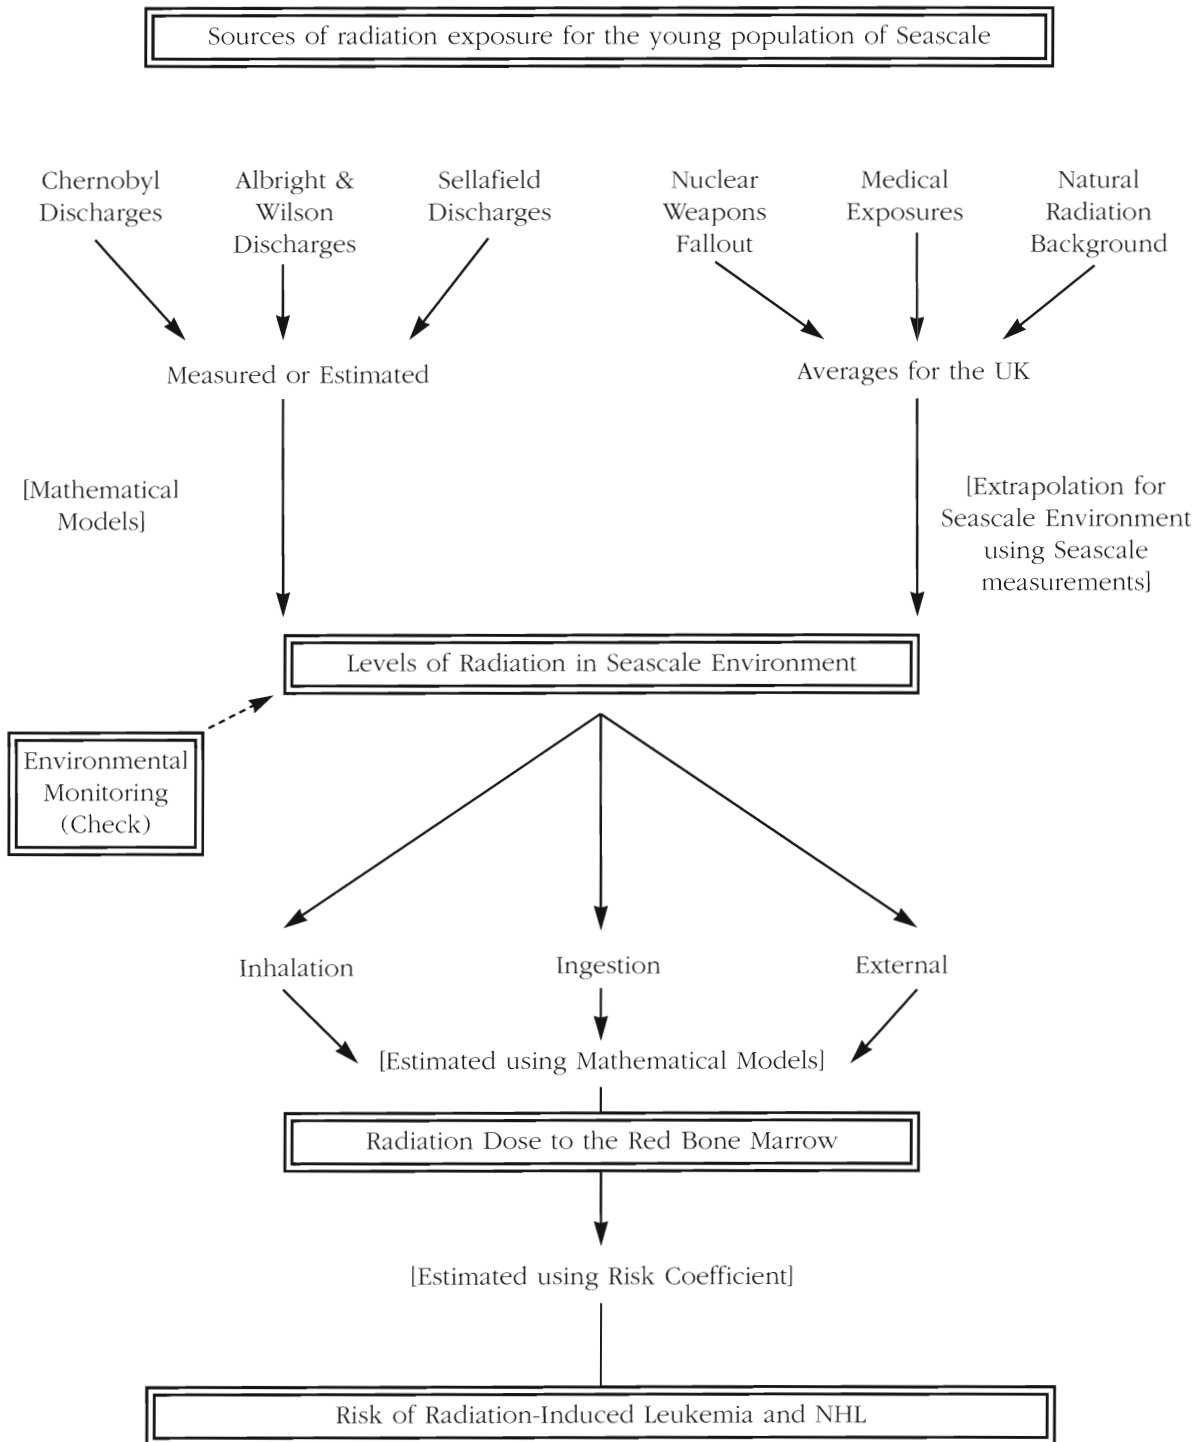 Sources of radiation exposure for the young population of Seascale
Chernobyl
Discharges
Albright &
Wilson
Discharges
Sellafield
Discharges
Nuclear
Weapons
Fallout
Medical
Exposures
Natural
Radiation
Background
Measured or Estimated
Averages for the UK
[Mathematical
Models]
[Extrapolation for
Seascale Environment
using Seascale
measurements]
Levels of Radiation in Seascale Environment
Environmental
Monitoring
(Check)
Inhalation
Ingestion
External
[Estimated using Mathematical Models]
Radiation Dose to the Red Bone Marrow
[Estimated using Risk Coefficient]
Risk of Radiation-Induced Leukemia and NHL